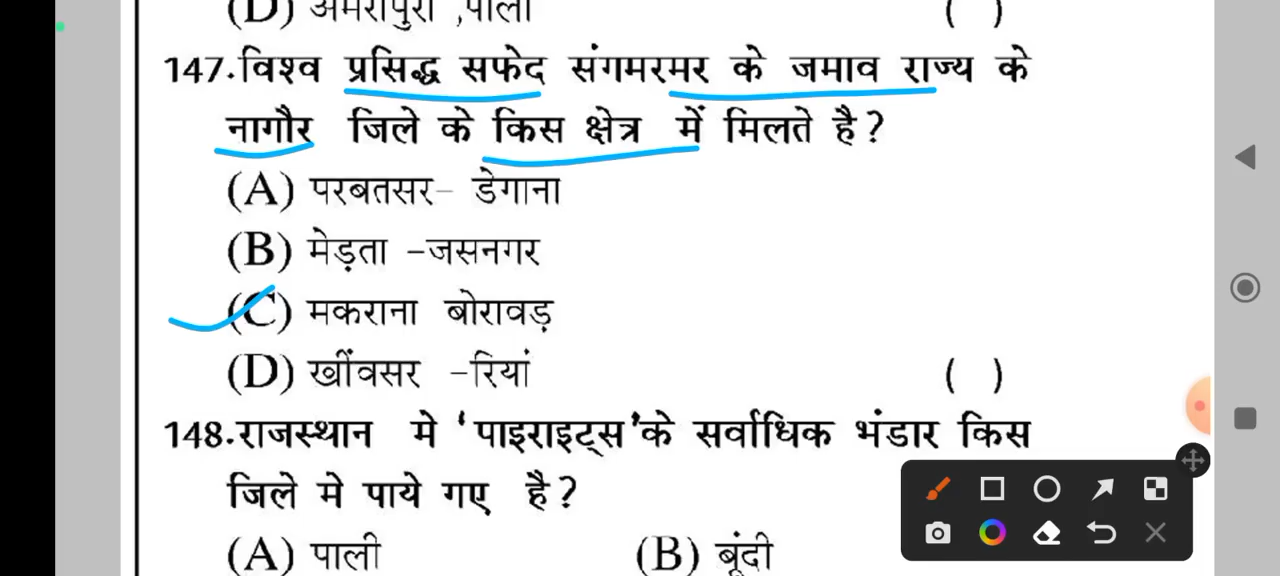 (D) अमरापुरा ,पाली ( )
147.विश्व प्रसिद्ध सफेद संगमरमर के जमाव राज्य के
नागौर जिले के किस क्षेत्र में मिलते है?
(A) परबतसर- डेगाना
(B) मेड़ता -जसनगर
(C) मकराना बोरावड़
(D) खींवसर -रियां ( )
148.राजस्थान मे ‘पाइराइट्स’के सर्वाधिक भंडार किस
जिले मे पाये गए है?
(A) पाली (B) बूंदी